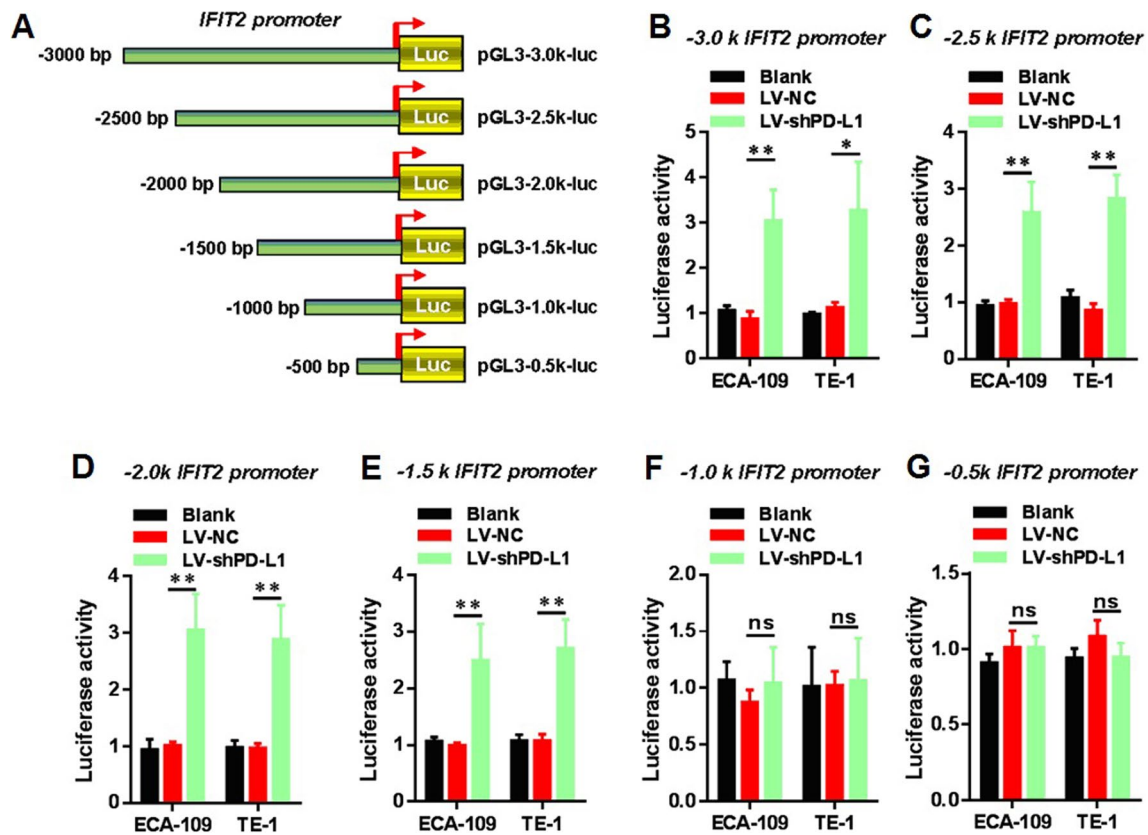 A
IFIT2 promoter
-3000 bp
Luc
pGL3-3.0k-luc
-2500 bp
Luc
pGL3-2.5k-luc
-2000 bp
Luc
pGL3-2.0k-luc
-1500 bp
Luc
pGL3-1.5k-luc
-1000 bp
Luc
pGL3-1.0k-luc
-500 bp
Luc
pGL3-0.5k-luc
B
-3.0 k IFIT2 promoter
Blank
LV-NC
LV-shPD-L1
Luciferase activity
5
4
3
2
1
0
**
*
ECA-109
TE-1
C
-2.5 k IFIT2 promoter
Blank
LV-NC
LV-shPD-L1
Luciferase activity
4
3
2
1
0
**
**
ECA-109
TE-1
D
-2.0k IFIT2 promoter
Blank
LV-NC
LV-shPD-L1
Luciferase activity
4
3
2
1
0
**
**
ECA-109
TE-1
E
-1.5 k IFIT2 promoter
Blank
LV-NC
LV-shPD-L1
Luciferase activity
4
3
2
1
0
**
**
ECA-109
TE-1
F
-1.0 k IFIT2 promoter
Blank
LV-NC
LV-shPD-L1
Luciferase activity
2.0
1.5
1.0
0.5
0.0
ns
ns
ECA-109
TE-1
G
-0.5k IFIT2 promoter
Blank
LV-NC
LV-shPD-L1
Luciferase activity
1.5
1.0
0.5
0.0
ns
ns
ECA-109
TE-1